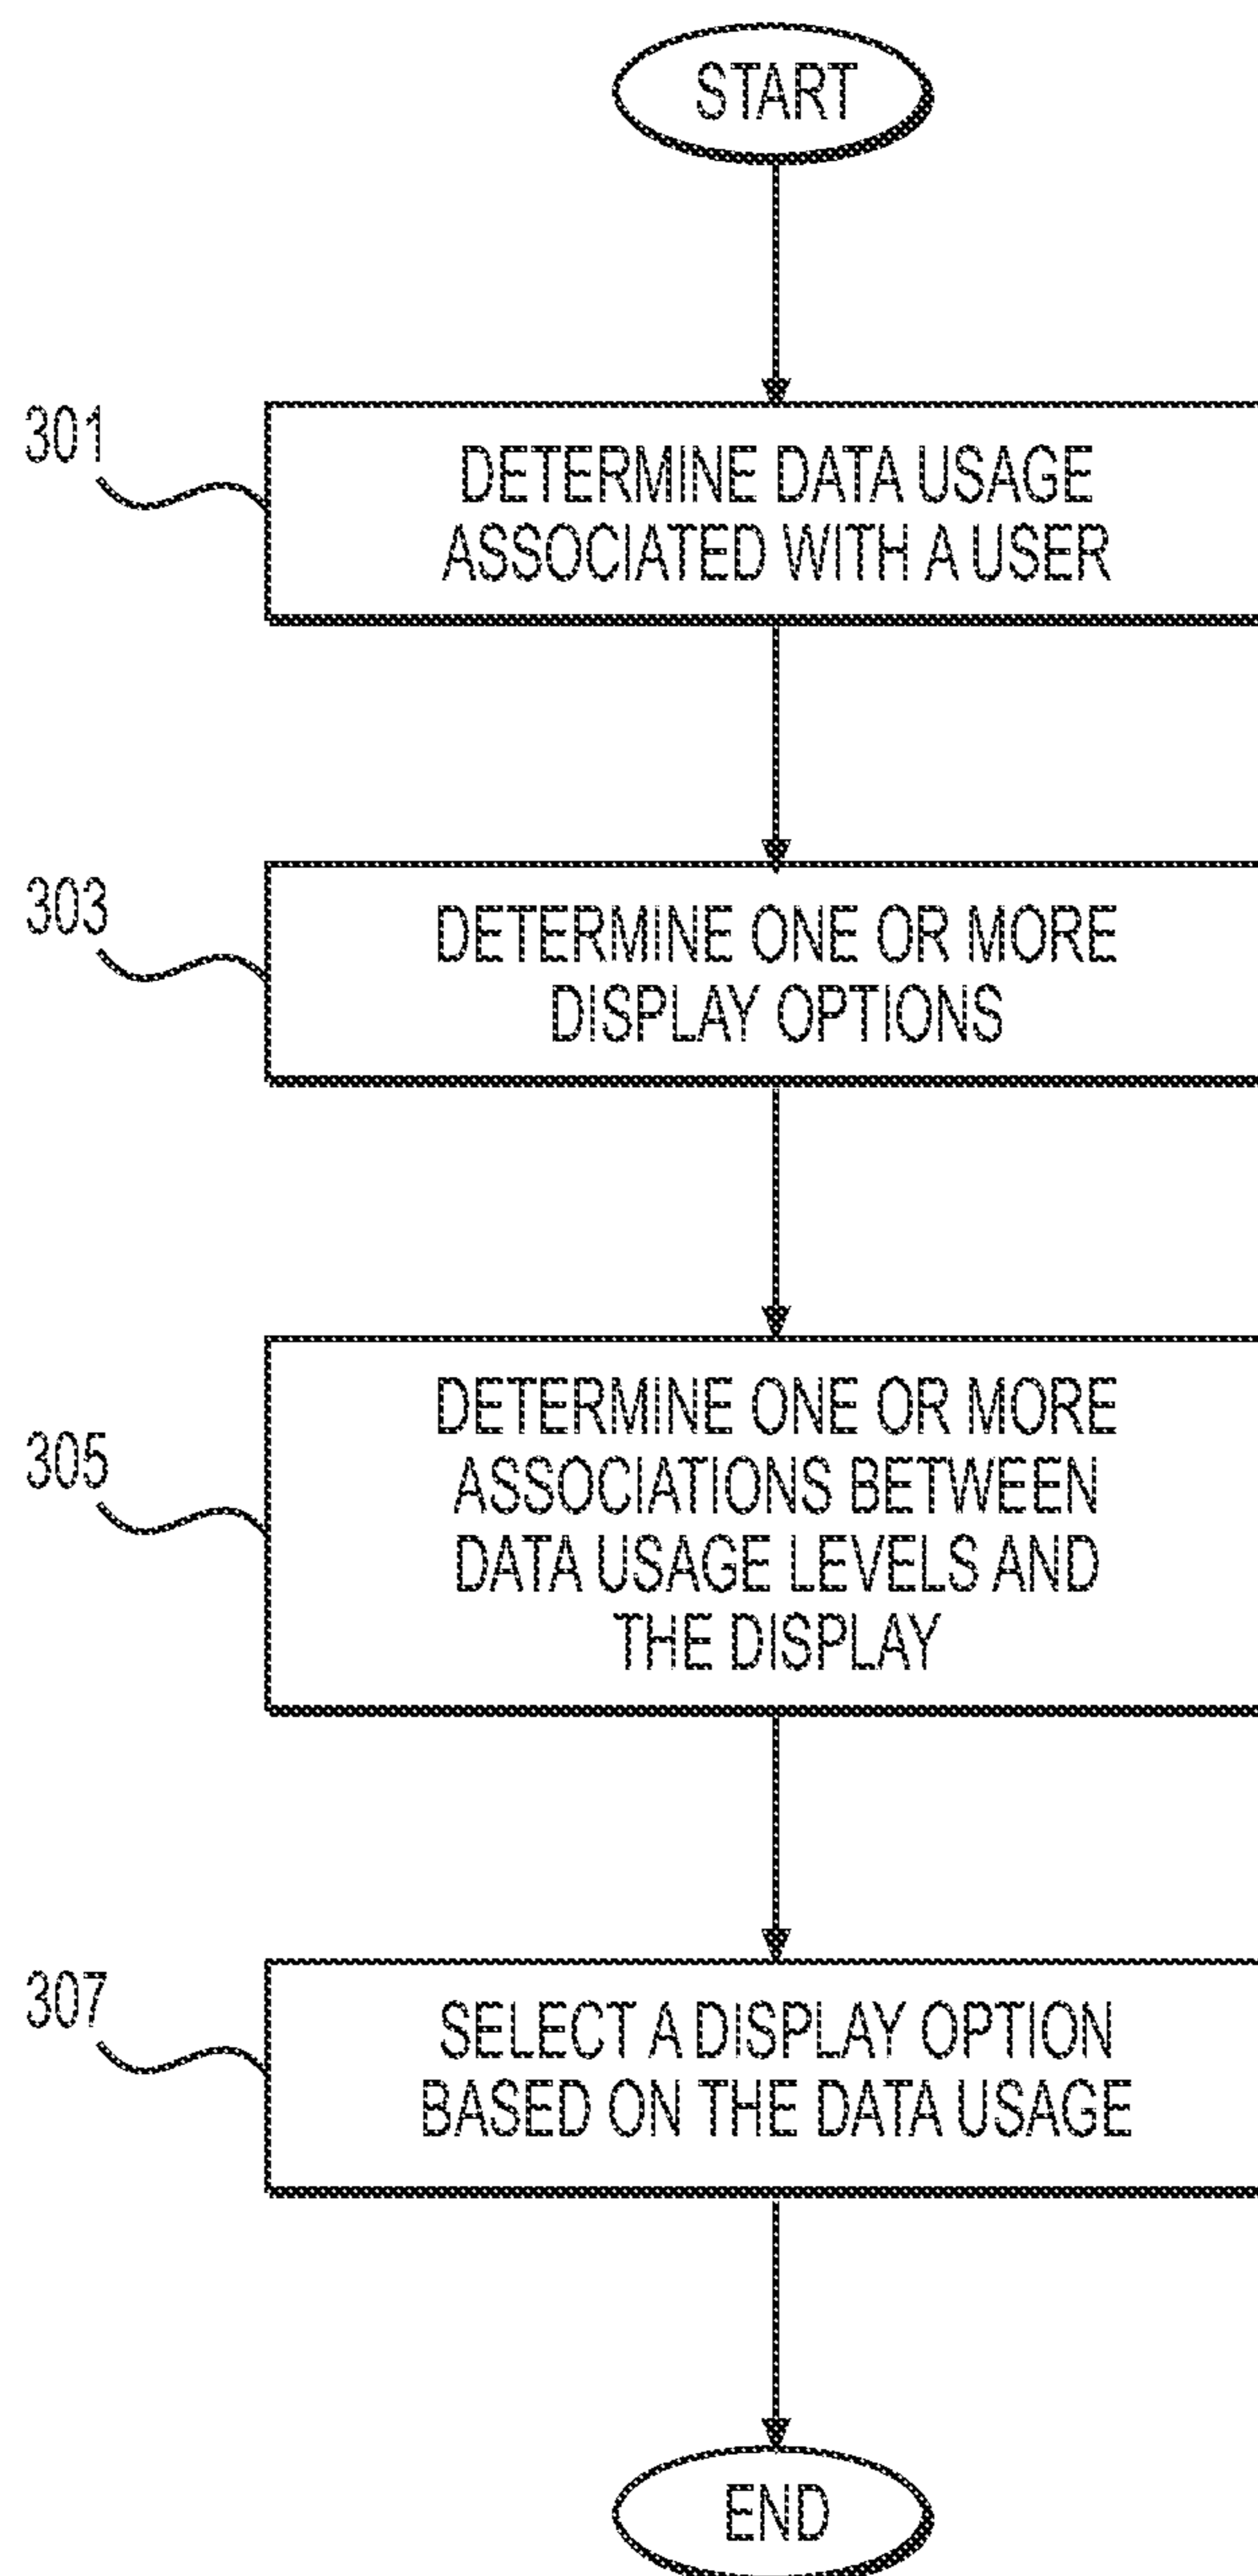 START
301
DETERMINE DATA USAGE
ASSOCIATED WITH A USER
303
DETERMINE ONE OR MORE
DISPLAY OPTIONS
305
DETERMINE ONE OR MORE
ASSOCIATIONS BETWEEN
DATA USAGE LEVELS AND
THE DISPLAY
307
SELECT A DISPLAY OPTION
BASED ON THE DATA USAGE
END